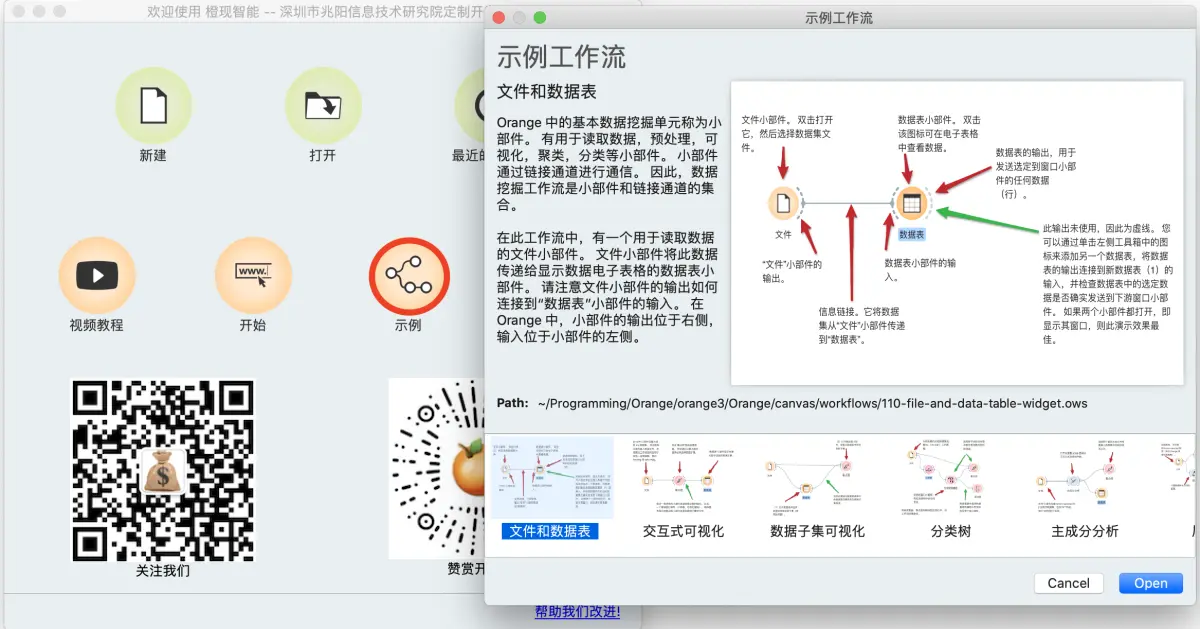 欢迎使用 橙现智能 -- 深圳市兆阳信息技术研究院定制开
新建
打开
最近的
视频教程
www.
开始
示例
关注我们
赞赏开
帮助我们改进!
示例工作流
示例工作流
文件和数据表
Orange 中的基本数据挖掘单元称为小
部件。 有用于读取数据，预处理，可
视化，聚类，分类等小部件。 小部件
通过链接通道进行通信。 因此，数据
挖掘工作流是小部件和链接通道的集
合。
在此工作流中，有一个用于读取数据
的文件小部件。 文件小部件将此数据
传递给显示数据电子表格的数据表小
部件。 请注意文件小部件的输出如何
连接到“数据表”小部件的输入。 在
Orange 中，小部件的输出位于右侧，
输入位于小部件的左侧。
文件小部件。 双击打开
它，然后选择数据集文
件。
数据表小部件。 双击
该图标可在电子表格
中查看数据。
数据表的输出，用于
发送选定到窗口小部
件的任何数据
（行）。
文件
数据表
“文件”小部件的
输出。
数据表小部件的输
入。
信息链接。它将数据
集从“文件”小部件传递
到“数据表”。
此输出未使用，因此为虚线。 您
可以通过单击左侧工具箱中的图
标来添加另一个数据表，将数据
表的输出连接到新数据表（1）的
输入，并检查数据表中的选定数
据是否确实发送到下游窗口小部
件。 如果两个小部件都打开，即
显示其窗口，则此演示效果最
佳。
Path: ~/Programming/Orange/orange3/Orange/canvas/workflows/110-file-and-data-table-widget.ows
文件和数据表
交互式可视化
数据子集可视化
分类树
主成分分析
Cancel
Open